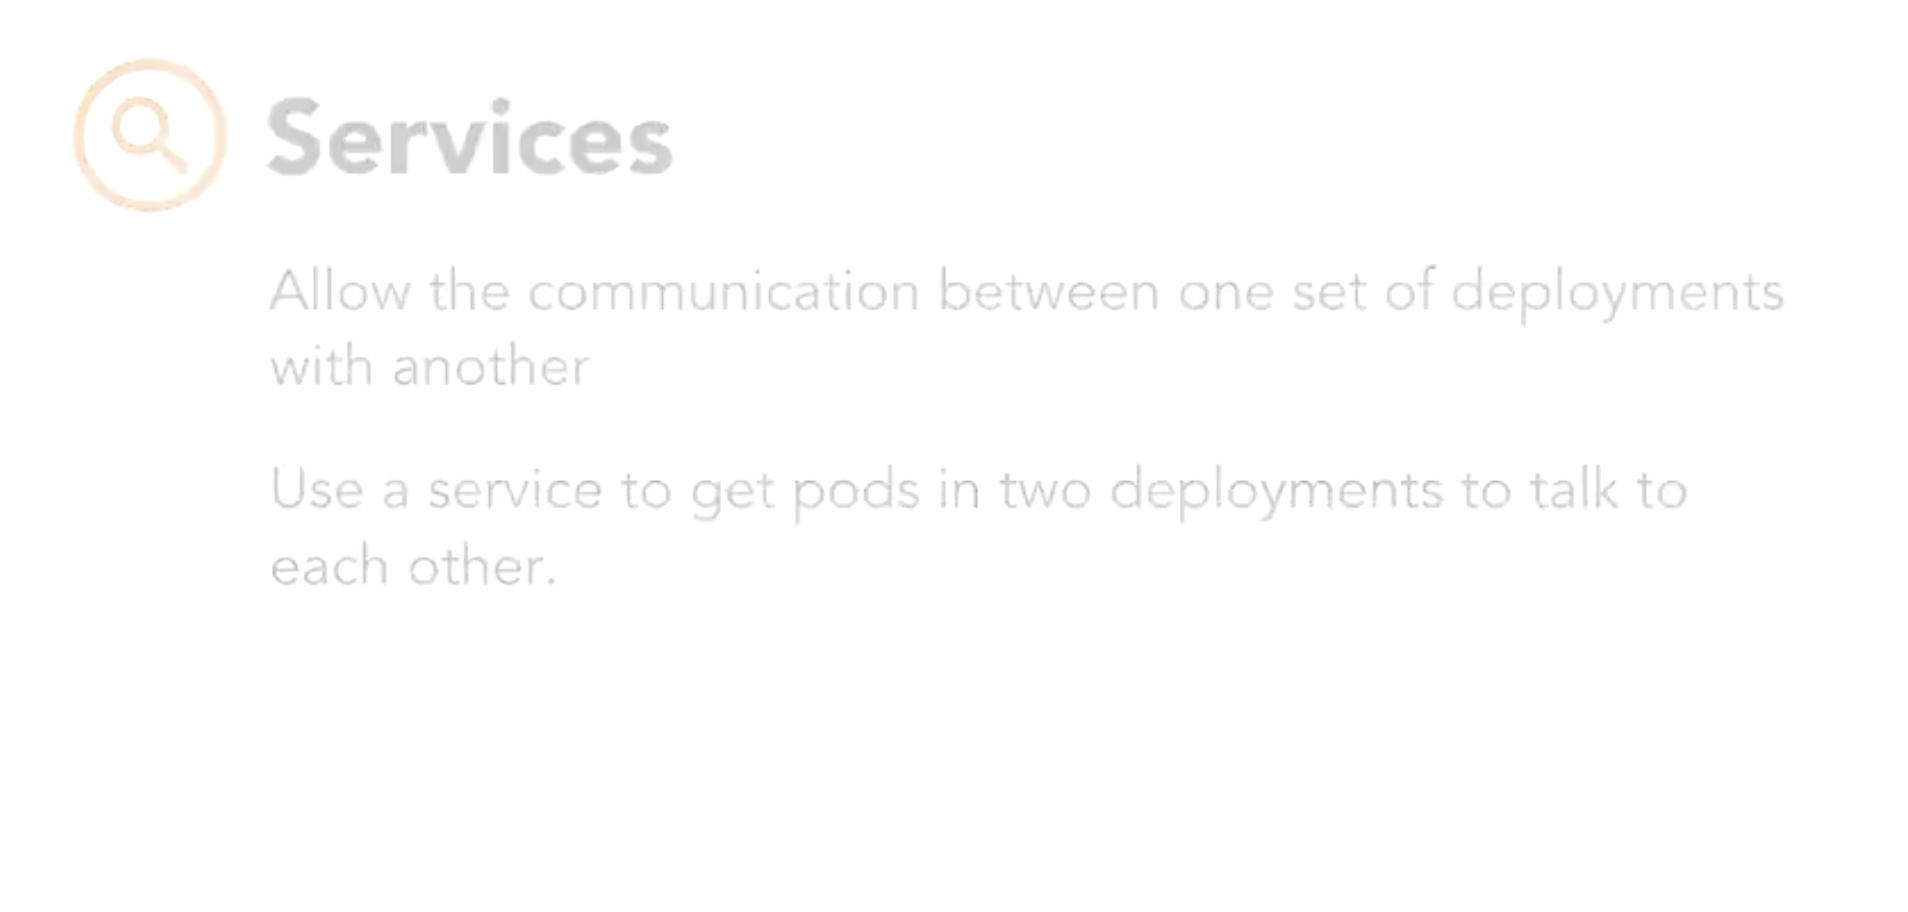 Services
Allow the communication between one set of deployments
with another
Use a service to get pods in two deployments to talk to
each other.